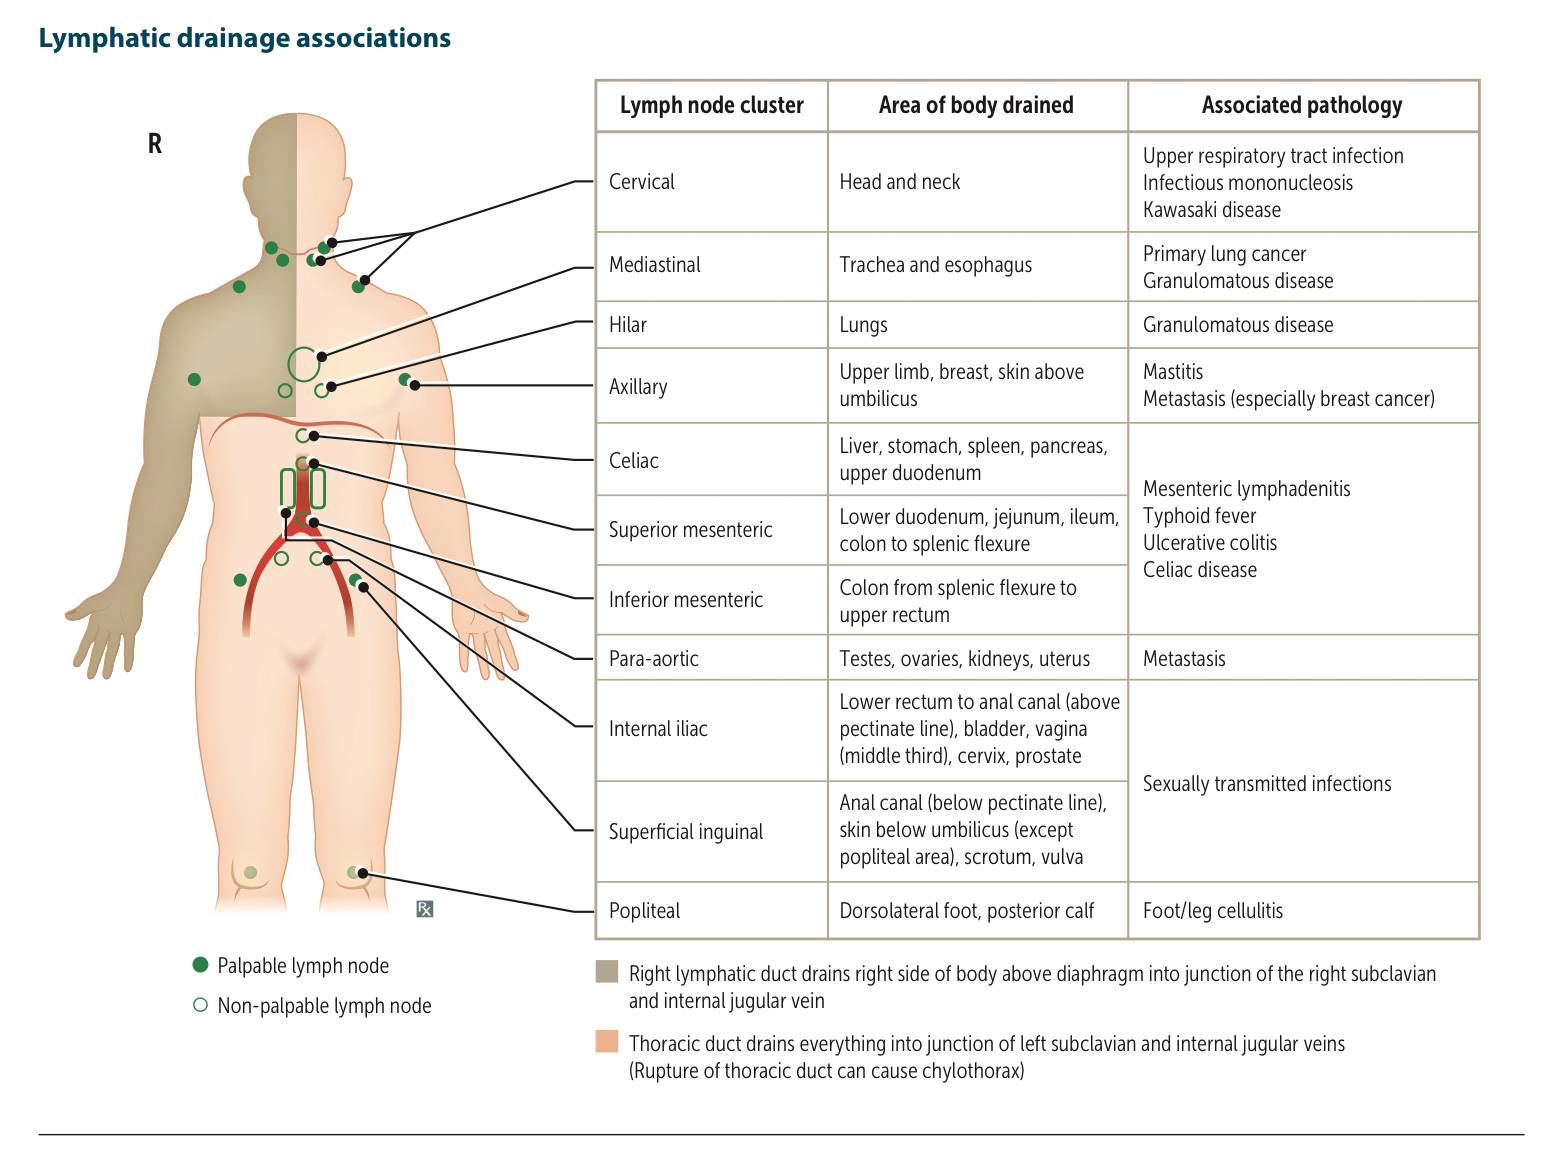 Lymphatic drainage associations
R
Lymph node cluster
Area of body drained
Associated pathology
Cervical
Head and neck
Upper respiratory tract infection
Infectious mononucleosis
Kawasaki disease
Mediastinal
Trachea and esophagus
Primary lung cancer
Granulomatous disease
Hilar
Lungs
Granulomatous disease
Axillary
Upper limb, breast, skin above
umbilicus
Mastitis
Metastasis (especially breast cancer)
Celiac
Liver, stomach, spleen, pancreas,
upper duodenum
Mesenteric lymphadenitis
Typhoid fever
Ulcerative colitis
Celiac disease
Superior mesenteric
Lower duodenum, jejunum, ileum,
colon to splenic flexure
Inferior mesenteric
Colon from splenic flexure to
upper rectum
Para-aortic
Testes, ovaries, kidneys, uterus
Metastasis
Internal iliac
Lower rectum to anal canal (above
pectinate line), bladder, vagina
(middle third), cervix, prostate
Sexually transmitted infections
Superficial inguinal
Anal canal (below pectinate line),
skin below umbilicus (except
popliteal area), scrotum, vulva
Popliteal
Dorsolateral foot, posterior calf
Foot/leg cellulitis
Rx
Palpable lymph node
Non-palpable lymph node
Right lymphatic duct drains right side of body above diaphragm into junction of the right subclavian
and internal jugular vein
Thoracic duct drains everything into junction of left subclavian and internal jugular veins
(Rupture of thoracic duct can cause chylothorax)